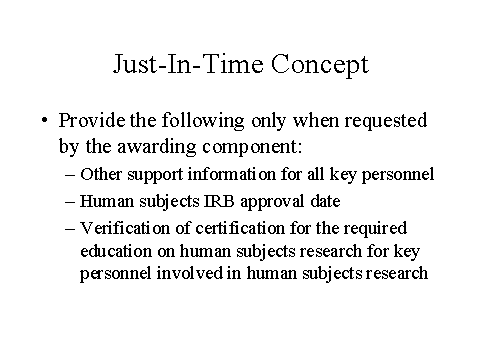 Just-In-Time Concept
• Provide the following only when requested
by the awarding component:
– Other support information for all key personnel
– Human subjects IRB approval date
– Verification of certification for the required
education on human subjects research for key
personnel involved in human subjects research